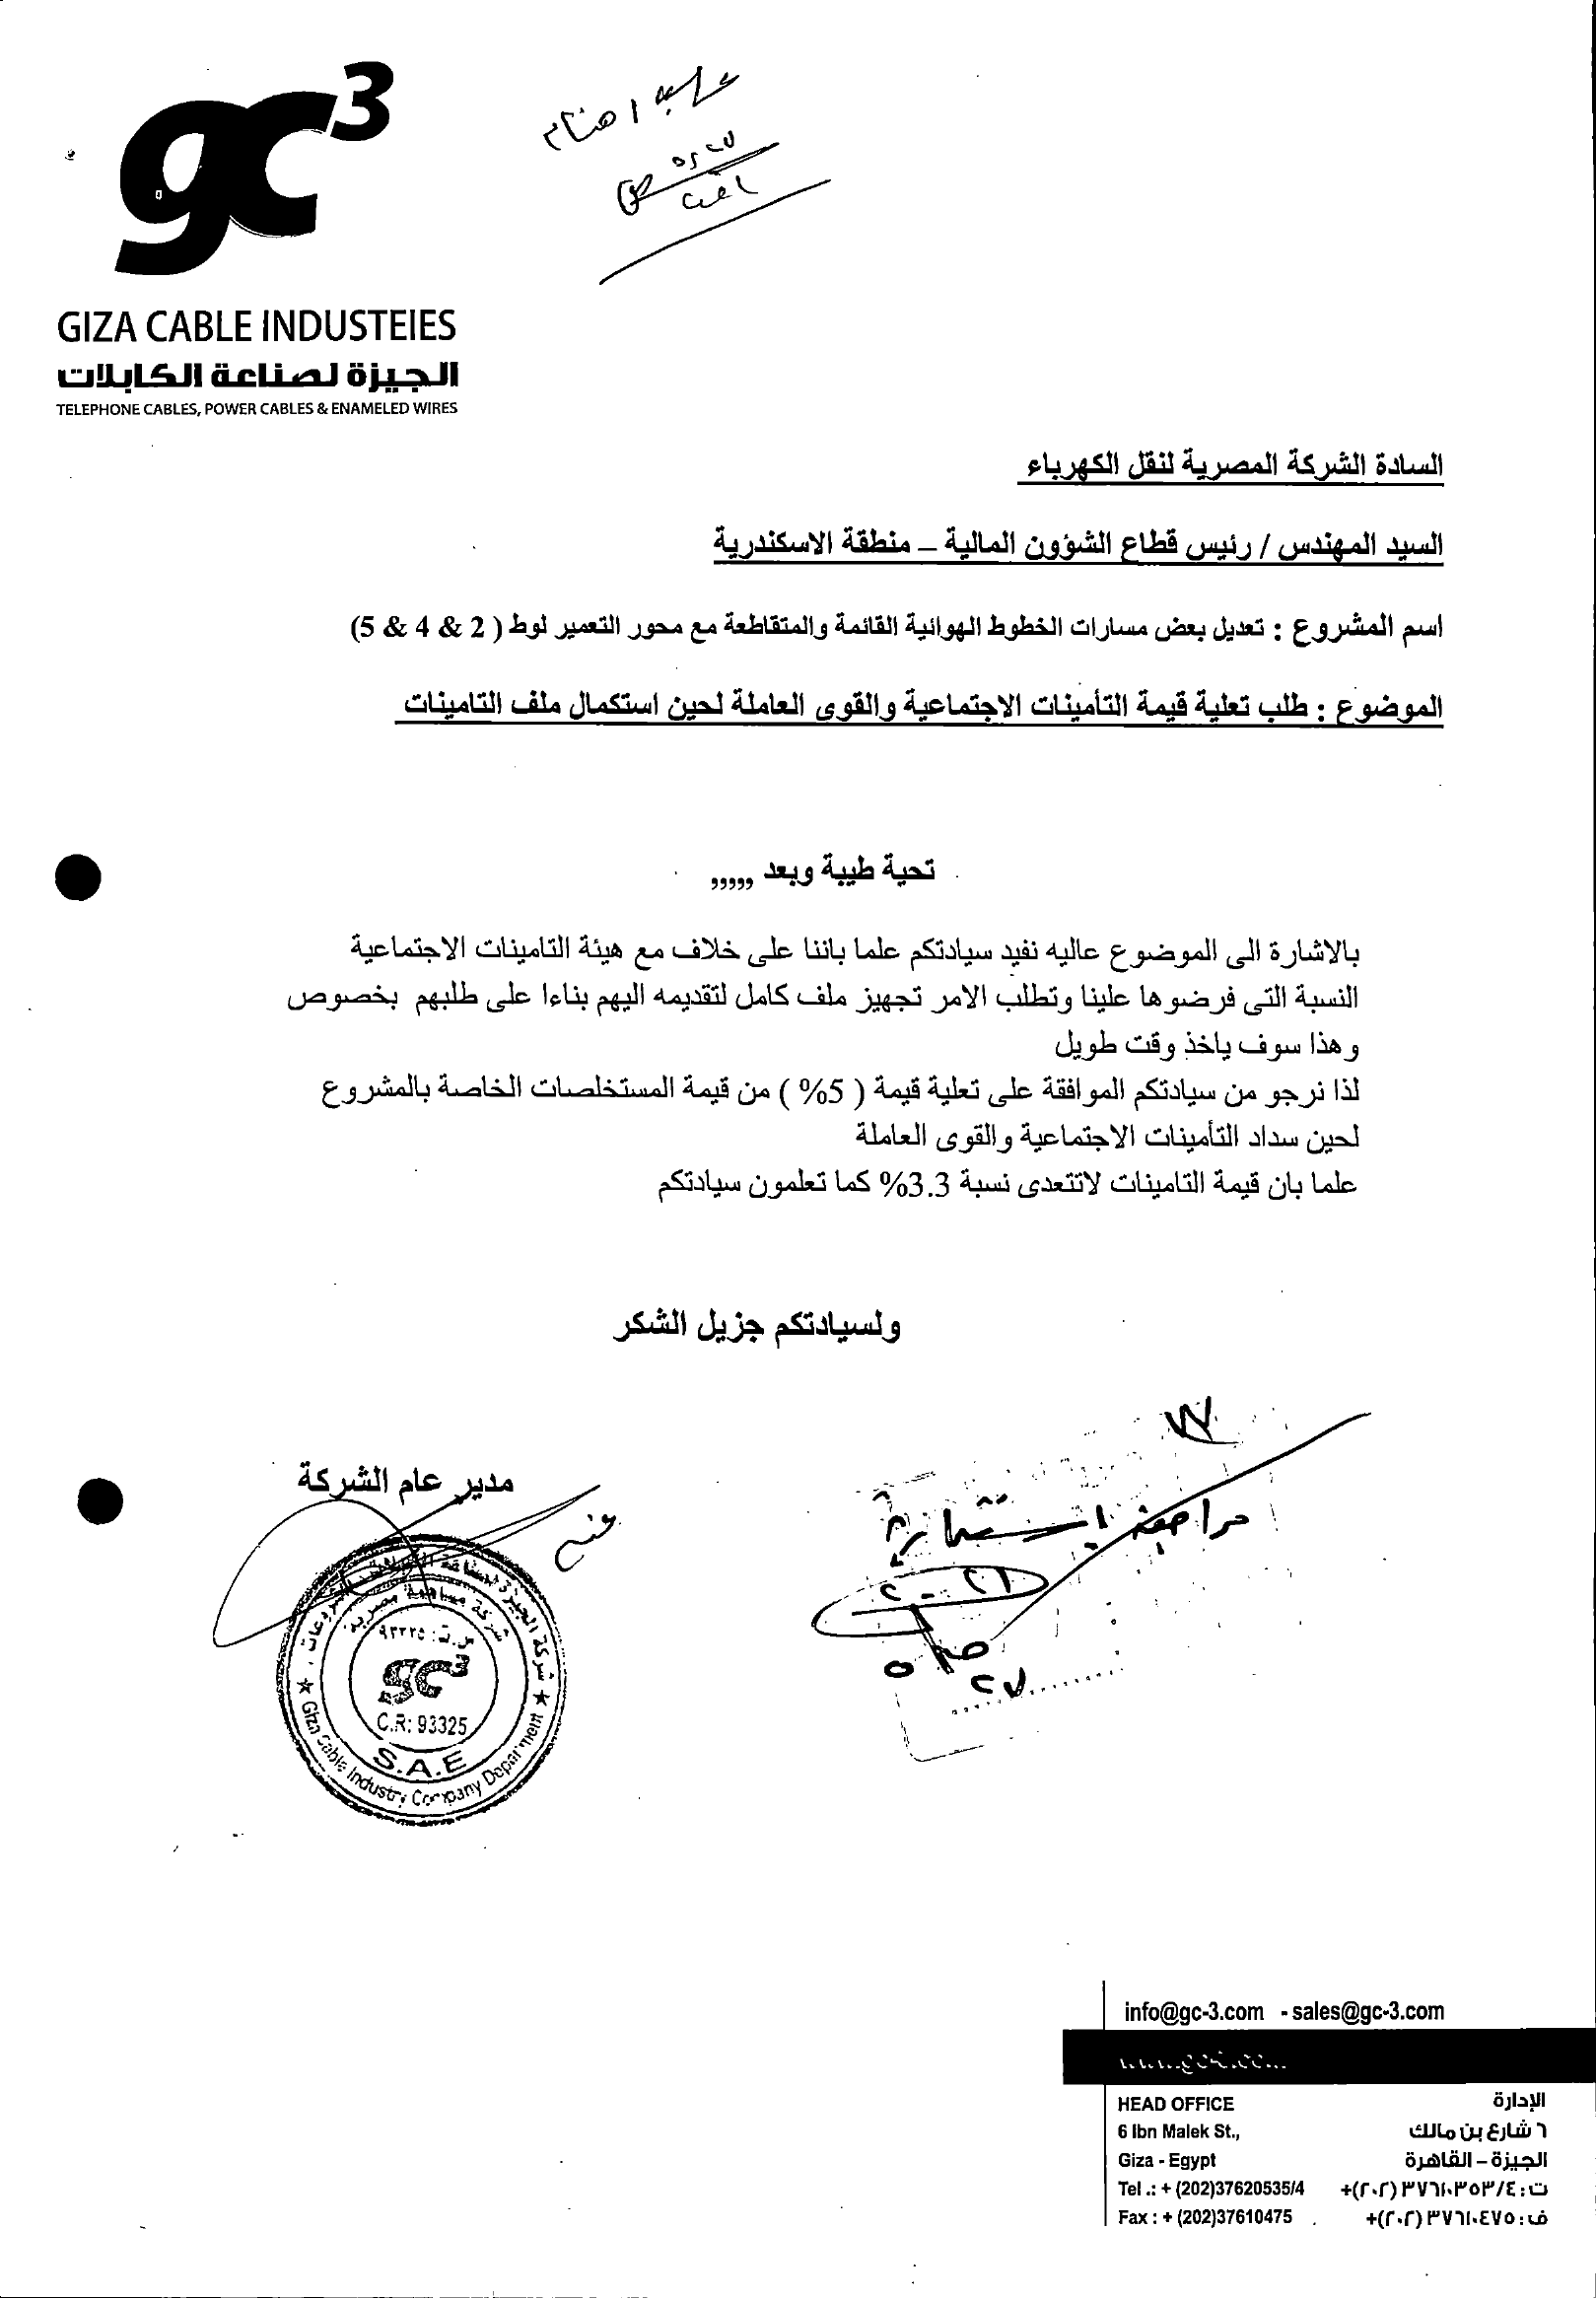 gc3
GIZA CABLE INDUSTEIES
الجيزة لصناعة الكابلات
TELEPHONE CABLES, POWER CABLES & ENAMELED WIRES
السادة الشركة المصرية لنقل الكهرباء
السيد المهندس / رئيس قطاع الشؤون المالية – منطقة الاسكندرية
اسم المشروع : تعديل بعض مسارات الخطوط الهوائية القائمة والمتقاطعة مع محور التعمير لوط ( 2 & 4 & 5)
الموضوع : طلب تعلية قيمة التأمينات الاجتماعية والقوى العاملة لحين استكمال ملف التامينات
تحية طيبة وبعد ,,,,,
بالاشارة الى الموضوع عاليه نفيد سيادتكم علما باننا على خلاف مع هيئة التامينات الاجتماعية
النسبة التى فرضوها علينا وتطلب الامر تجهيز ملف كامل لتقديمه اليهم بناءا على طلبهم بخصوص
وهذا سوف ياخذ وقت طويل
لذا نرجو من سيادتكم الموافقة على تعلية قيمة ( 5% ) من قيمة المستخلصات الخاصة بالمشروع
لحين سداد التأمينات الاجتماعية والقوى العاملة
علما بان قيمة التامينات لاتتعدى نسبة 3.3% كما تعلمون سيادتكم
ولسيادتكم جزيل الشكر
مدير عام الشركة
شركة مساهمة مصرية
س.ت: ٩٣٣٢٥
gc3
C.R: 93325
S.A.E
Giza Cable Industry Company Department
مراجعة
info@gc-3.com - sales@gc-3.com
HEAD OFFICE
6 Ibn Malek St.,
Giza - Egypt
Tel .: + (202)37620535/4
Fax : + (202)37610475
الإدارة
٦ شارع بن مالك
الجيزة – القاهرة
ت: ٣٧٦١٠٣٥٣/٤ (٢٠٢)+
ف: ٣٧٦١٠٤٧٥ (٢٠٢)+